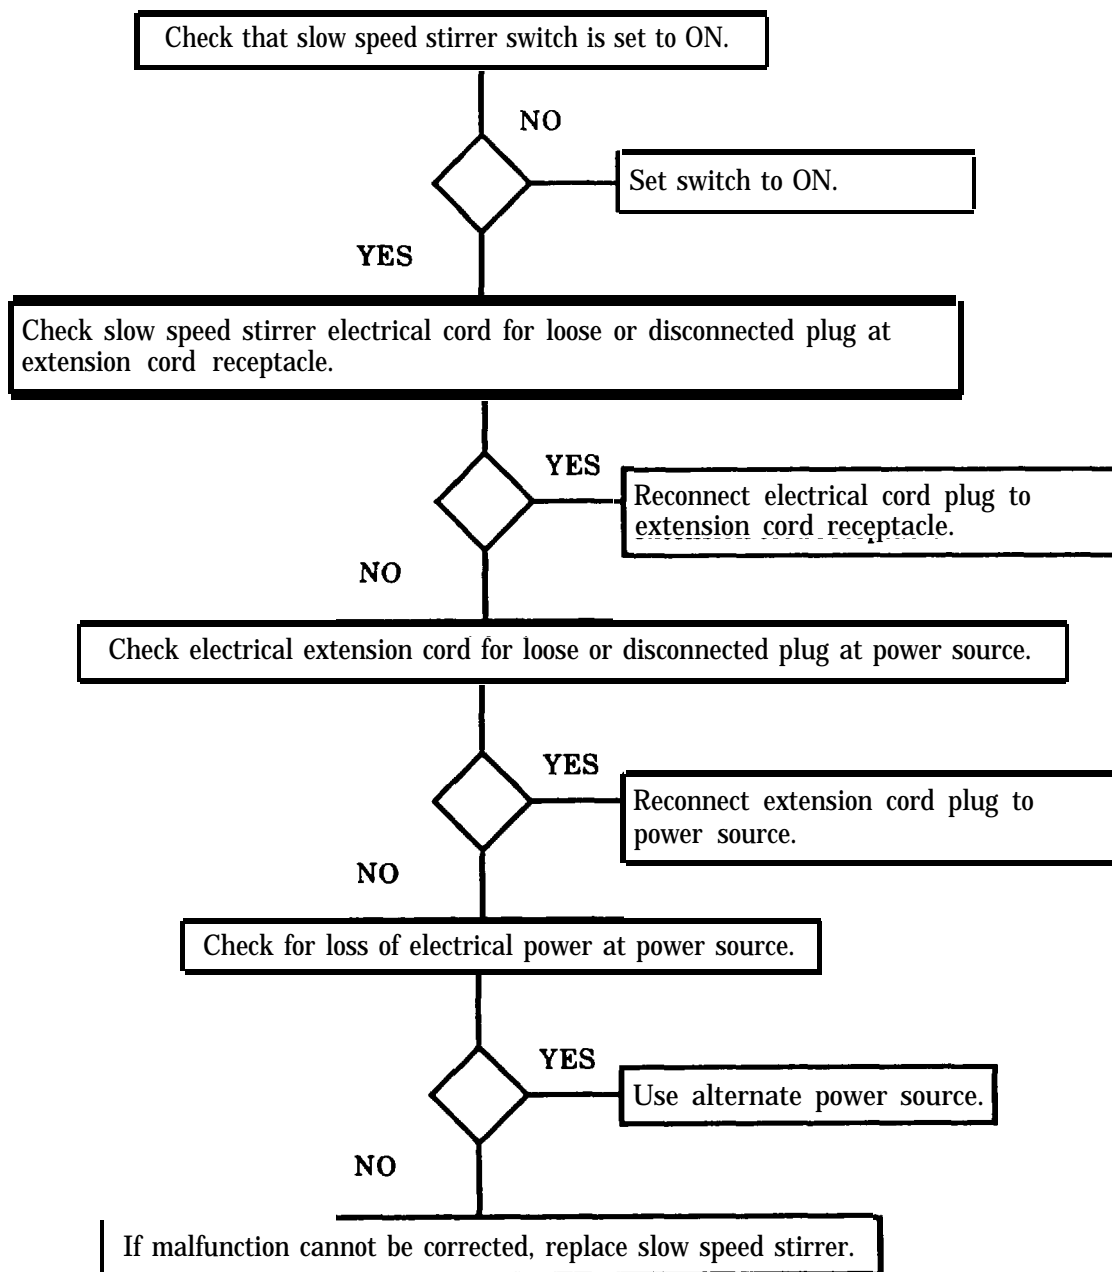 Check that slow speed stirrer switch is set to ON.
NO
Set switch to ON.
YES
Check slow speed stirrer electrical cord for loose or disconnected plug at
extension cord receptacle.
YES
Reconnect electrical cord plug to
extension cord receptacle.
NO
Check electrical extension cord for loose or disconnected plug at power source.
YES
Reconnect extension cord plug to
power source.
NO
Check for loss of electrical power at power source.
YES
Use alternate power source.
NO
If malfunction cannot be corrected, replace slow speed stirrer.